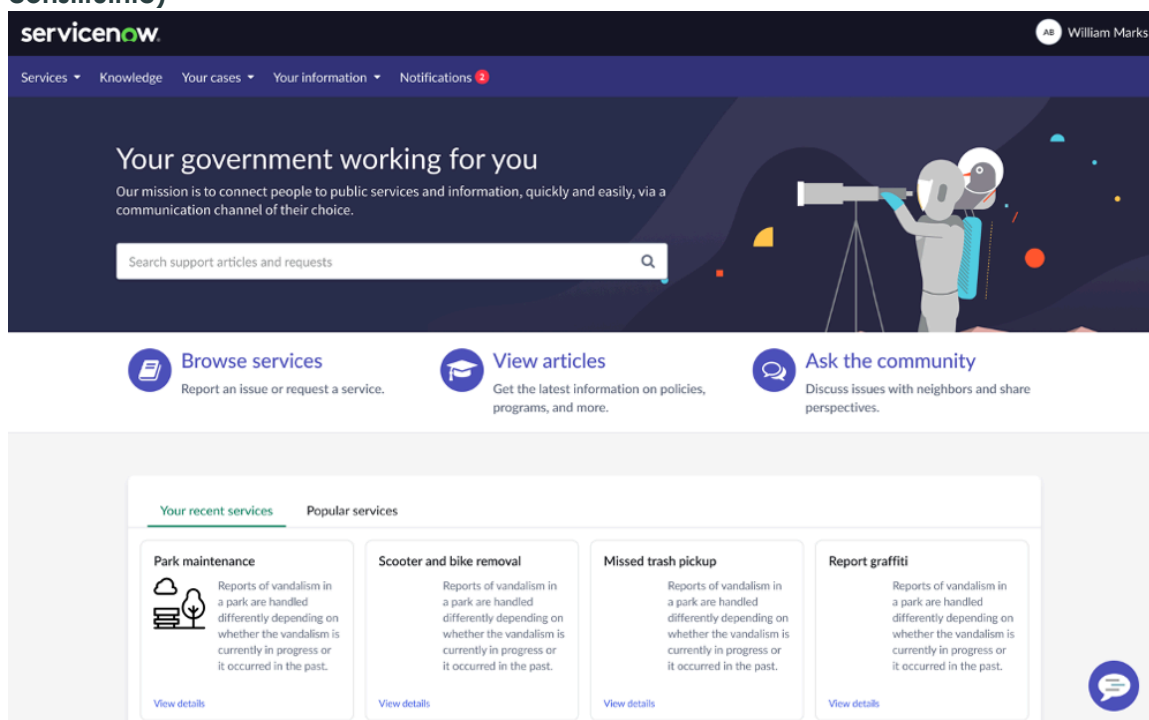 servicenow.
AB William Marks
Services Knowledge Your cases Your information Notifications 2
Your government working for you
Our mission is to connect people to public services and information, quickly and easily, via a
communication channel of their choice.
Search support articles and requests
Browse services
Report an issue or request a service.
View articles
Get the latest information on policies,
programs, and more.
Ask the community
Discuss issues with neighbors and share
perspectives.
Your recent services Popular services
Park maintenance
Reports of vandalism in
a park are handled
differently depending on
whether the vandalism is
currently in progress or
it occurred in the past.
View details
Scooter and bike removal
Reports of vandalism in
a park are handled
differently depending on
whether the vandalism is
currently in progress or
it occurred in the past.
View details
Missed trash pickup
Reports of vandalism in
a park are handled
differently depending on
whether the vandalism is
currently in progress or
it occurred in the past.
View details
Report graffiti
Reports of vandalism in
a park are handled
differently depending on
whether the vandalism is
currently in progress or
it occurred in the past.
View details